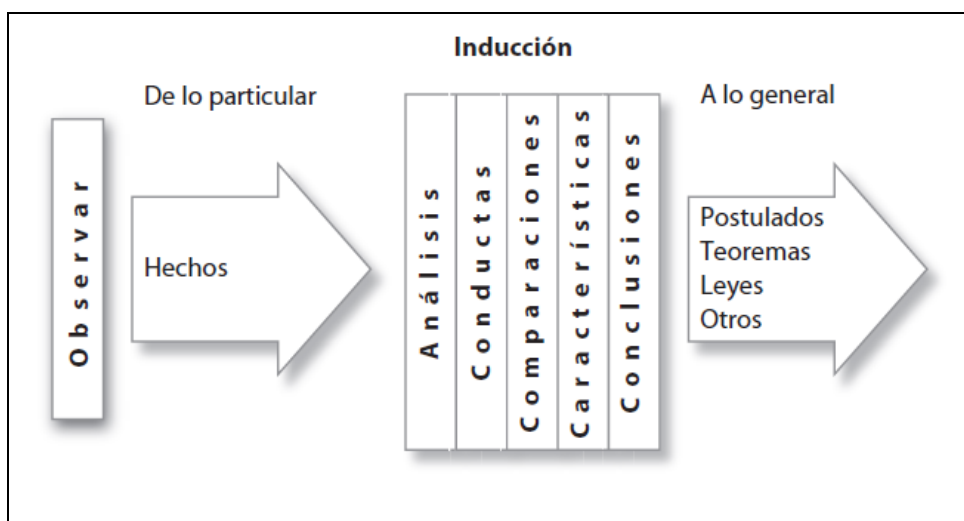 Inducción
De lo particular
A lo general
Observar
Hechos
Análisis
Conductas
Comparaciones
Características
Conclusiones
Postulados
Teoremas
Leyes
Otros